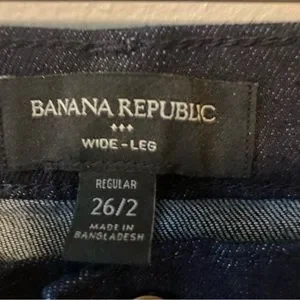 BANANA REPUBLIC
WIDE-LEG
REGULAR
26/2
MADE IN
BANGLADESH